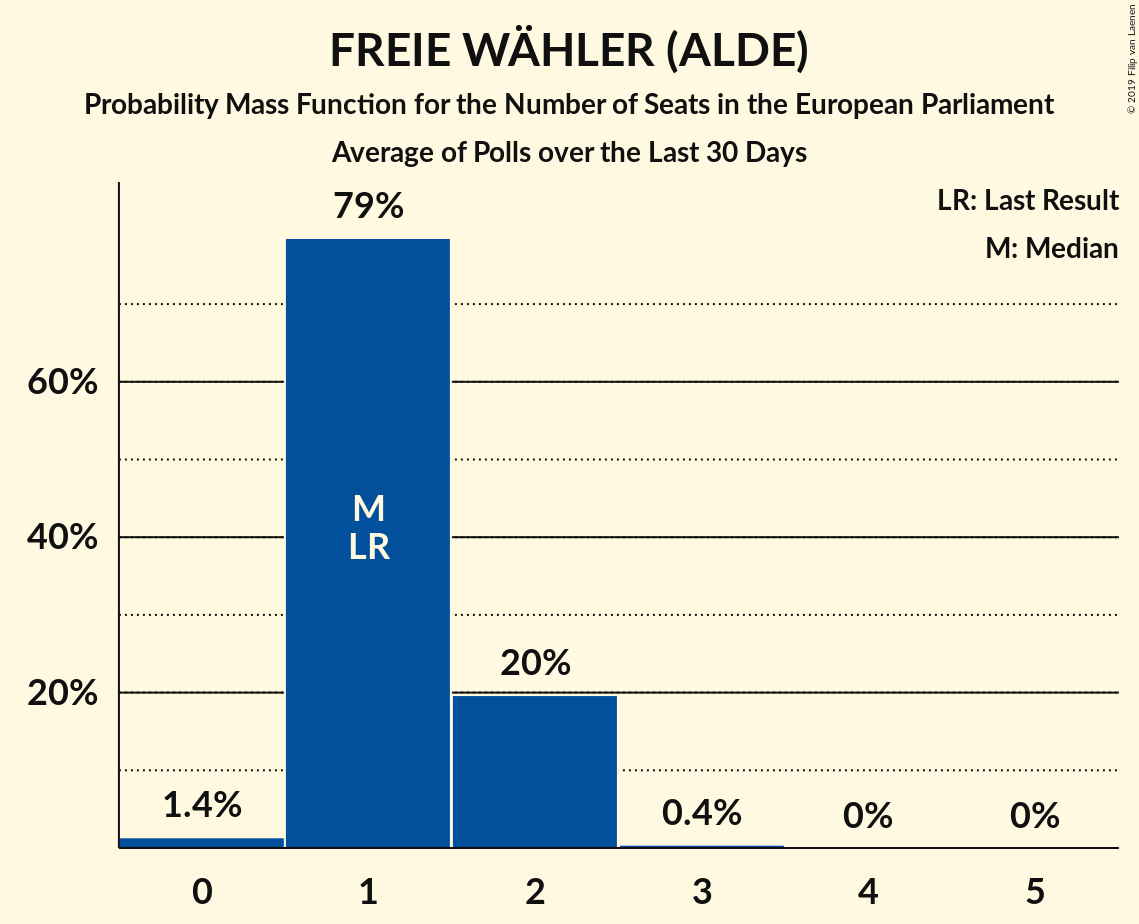 FREIE WÄHLER (ALDE)
Probability Mass Function for the Number of Seats in the European Parliament
Average of Polls over the Last 30 Days
© 2019 Filip van Laenen
LR: Last Result
M: Median
79%
60%
40%
20%
M
LR
1.4%
20%
0.4%
0%
0%
0 1 2 3 4 5